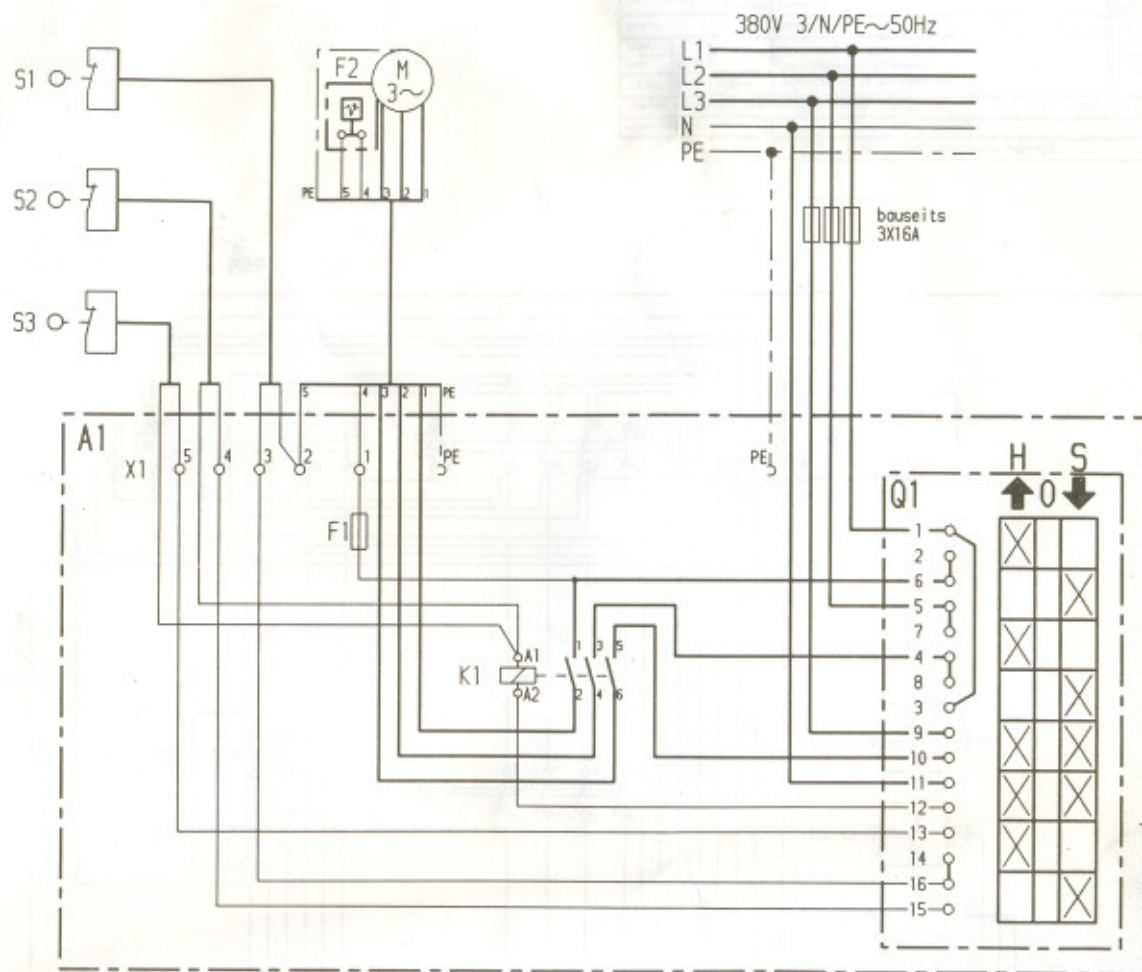 380V 3/N/PE~50Hz
L1
L2
L3
N
PE
bauseits
3X16A
S1
S2
S3
F2
M
3~
PE 5 4 3 2 1
5 4 3 2 1 PE
A1
X1 5 4 3 2 1 PE
PE
F1
K1
A1
A2
1 3 5
2 4 6
Q1
H 0 S
1
2
6
5
7
4
8
3
9
10
11
12
13
14
16
15